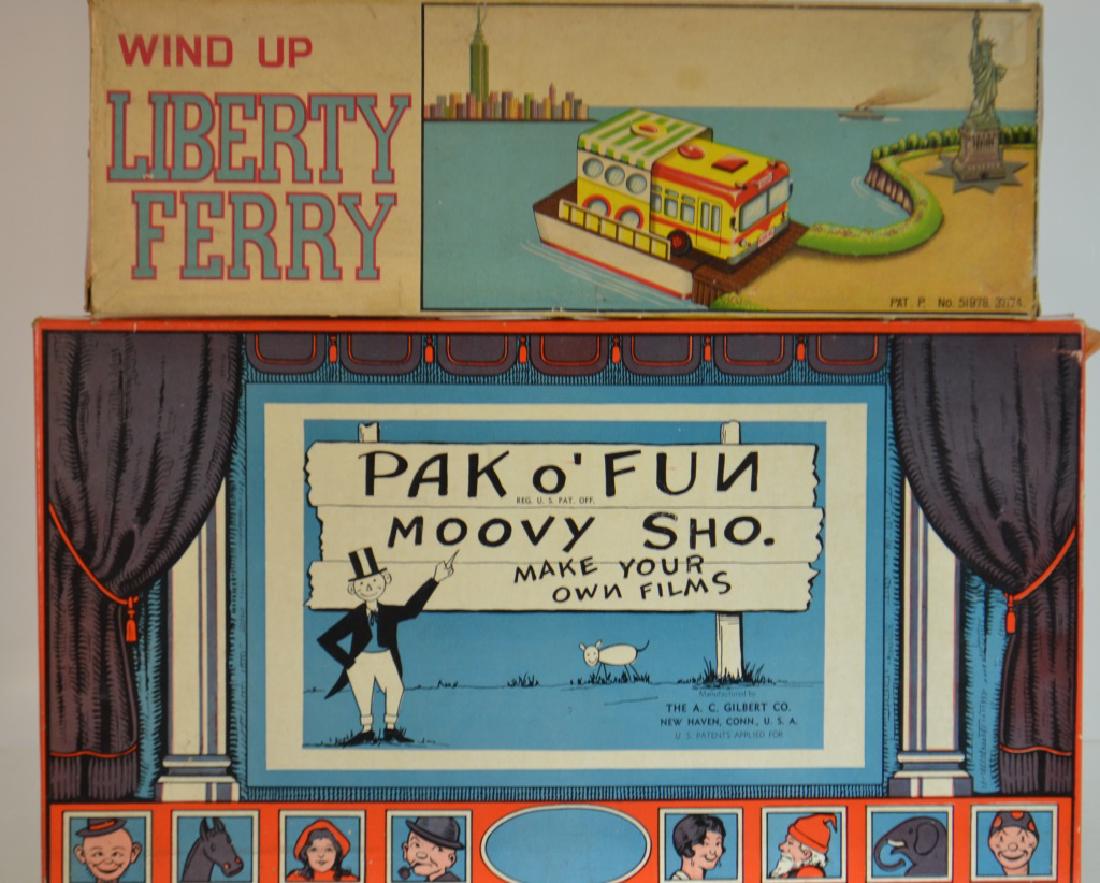 WIND UP
LIBERTY
FERRY
PAT. P. No. 51978. 32174
PAK O' FUN
REG. U. S. PAT. OFF.
MOOVY SHO.
MAKE YOUR
OWN FILMS
Manufactured by
THE A. C. GILBERT CO.
NEW HAVEN, CONN., U. S. A.
U. S. PATENTS APPLIED FOR